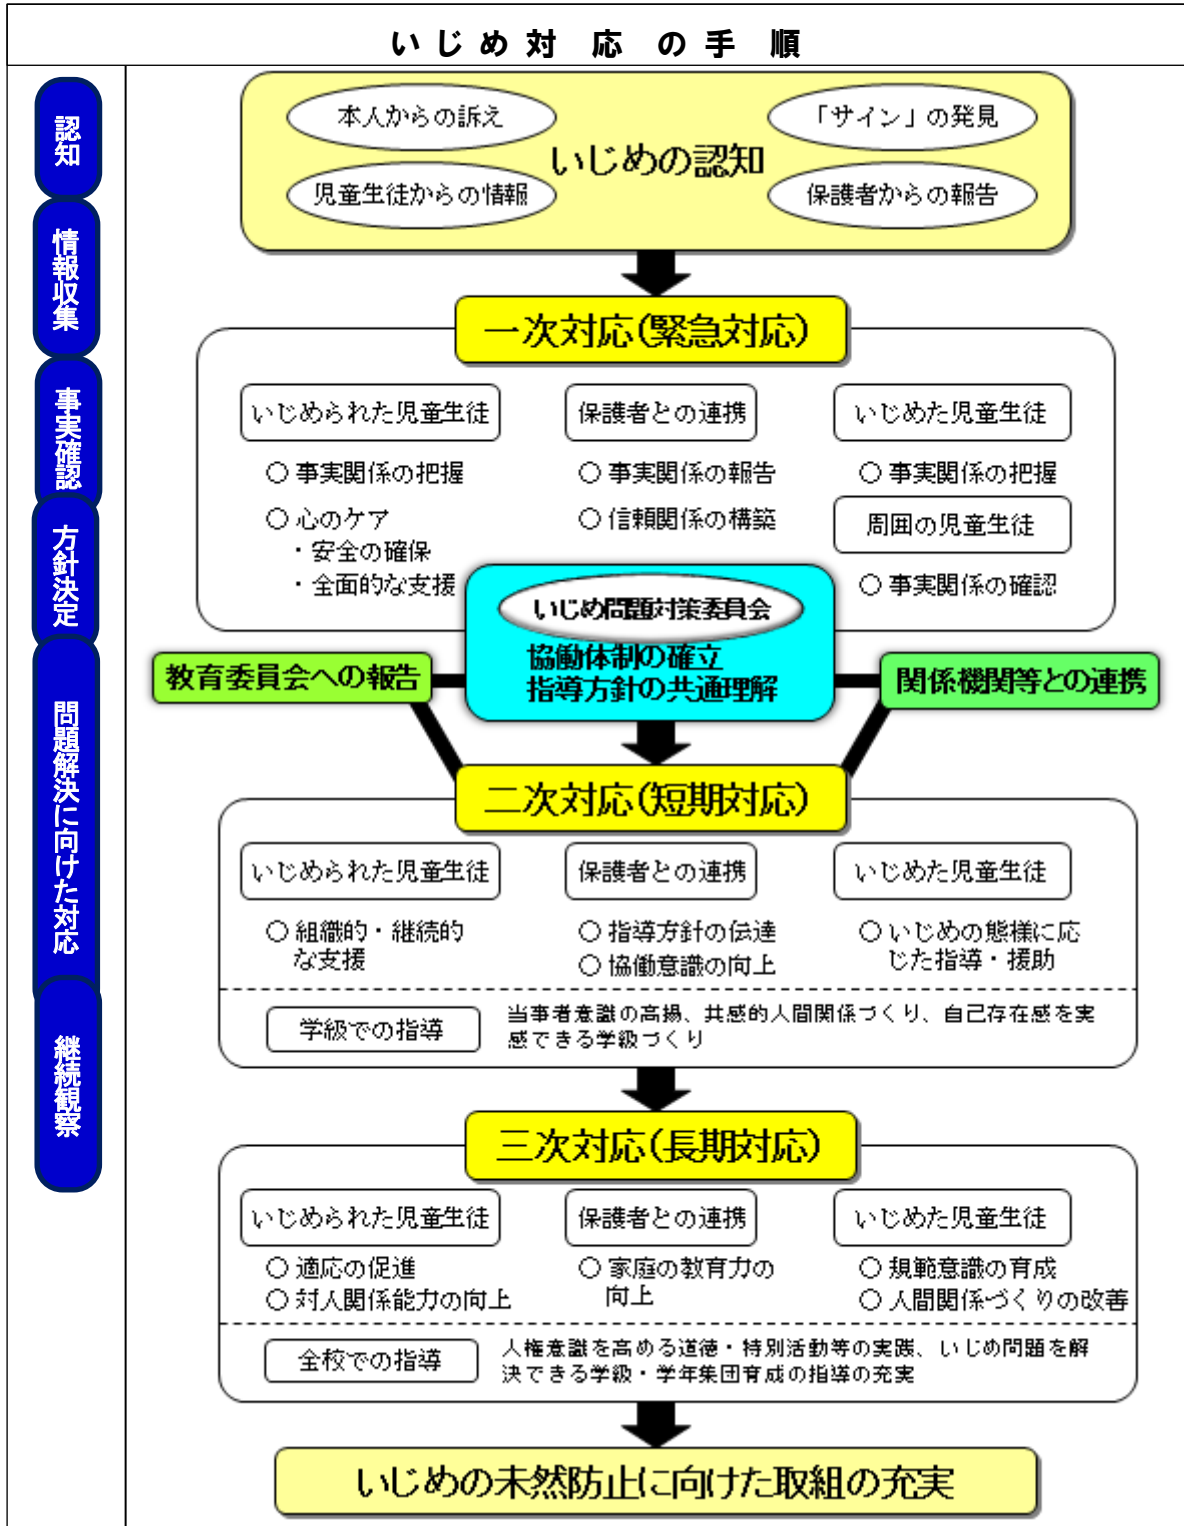 いじめ対応の手順
認知
情報収集
事実確認
方針決定
問題解決に向けた対応
継続観察
本人からの訴え
「サイン」の発見
いじめの認知
児童生徒からの情報
保護者からの報告
一次対応(緊急対応)
いじめられた児童生徒
保護者との連携
いじめた児童生徒
○ 事実関係の把握
○ 事実関係の報告
○ 事実関係の把握
○ 心のケア
・安全の確保
・全面的な支援
○ 信頼関係の構築
周囲の児童生徒
○ 事実関係の確認
いじめ問題対策委員会
協働体制の確立
指導方針の共通理解
教育委員会への報告
関係機関等との連携
二次対応(短期対応)
いじめられた児童生徒
保護者との連携
いじめた児童生徒
○ 組織的・継続的
な支援
○ 指導方針の伝達
○ 協働意識の向上
○ いじめの態様に応
じた指導・援助
学級での指導
当事者意識の高揚、共感的人間関係づくり、自己存在感を実
感できる学級づくり
三次対応(長期対応)
いじめられた児童生徒
保護者との連携
いじめた児童生徒
○ 適応の促進
○ 対人関係能力の向上
○ 家庭の教育力の
向上
○ 規範意識の育成
○ 人間関係づくりの改善
全校での指導
人権意識を高める道徳・特別活動等の実践、いじめ問題を解
決できる学級・学年集団育成の指導の充実
いじめの未然防止に向けた取組の充実